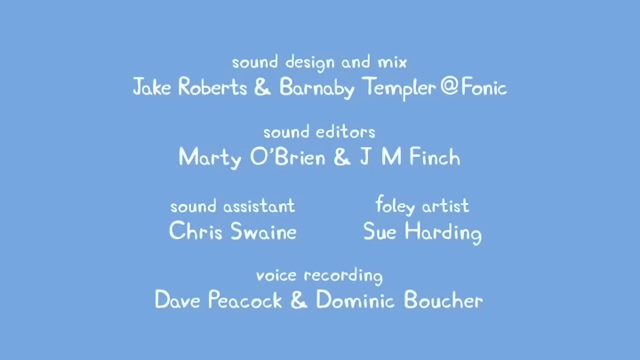 sound design and mix
Jake Roberts & Barnaby Templer@Fonic
sound editors
Marty O'Brien & J M Finch
sound assistant foley artist
Chris Swaine Sue Harding
voice recording
Dave Peacock & Dominic Boucher